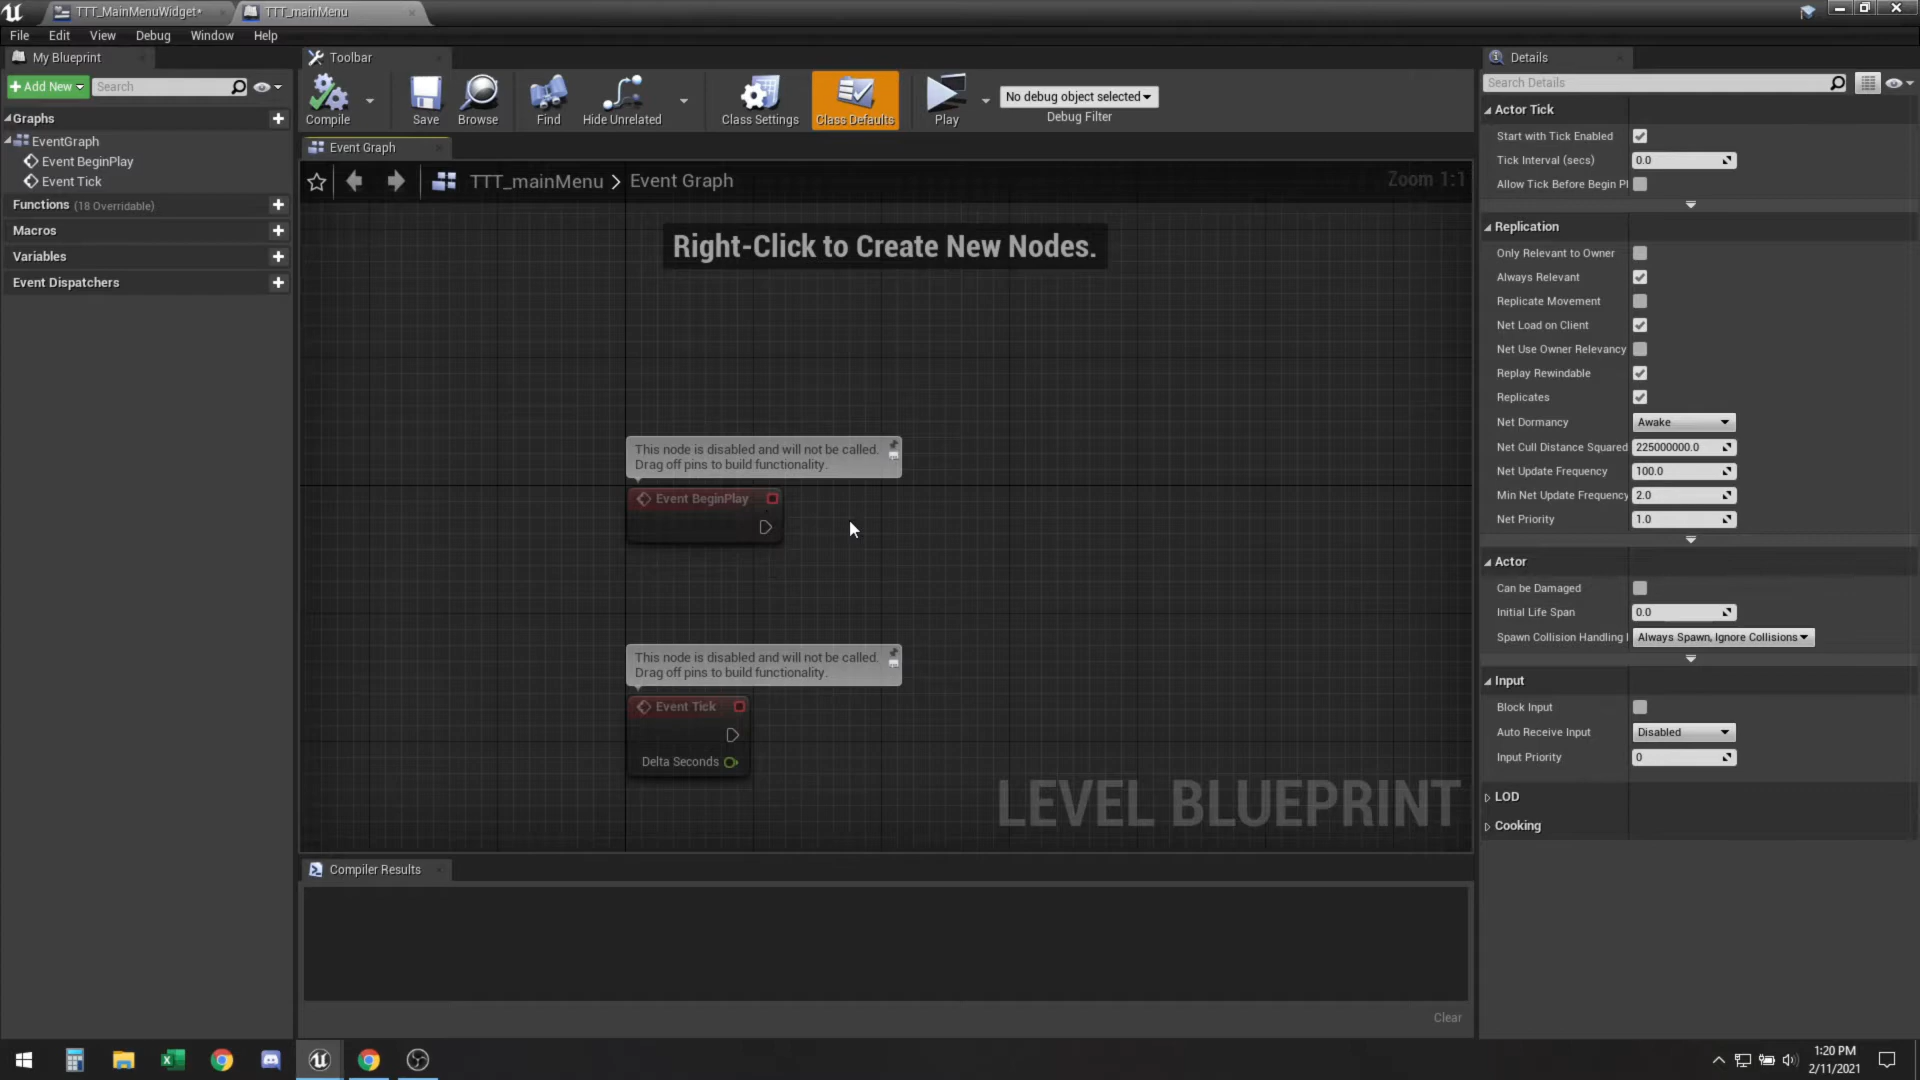 TTT_MainMenuWidget*
TTT_mainMenu
File Edit View Debug Window Help
My Blueprint
Toolbar
Details
Add New
Search
Search Details
Compile
Save
Browse
Find
Hide Unrelated
Class Settings
Class Defaults
Play
No debug object selected
Debug Filter
Graphs
EventGraph
Event BeginPlay
Event Tick
Functions (18 Overridable)
Macros
Variables
Event Dispatchers
Event Graph
TTT_mainMenu > Event Graph
Zoom 1:1
Right-Click to Create New Nodes.
This node is disabled and will not be called.
Drag off pins to build functionality.
Event BeginPlay
This node is disabled and will not be called.
Drag off pins to build functionality.
Event Tick
Delta Seconds
LEVEL BLUEPRINT
Compiler Results
Clear
Actor Tick
Start with Tick Enabled
Tick Interval (secs) 0.0
Allow Tick Before Begin Pl
Replication
Only Relevant to Owner
Always Relevant
Replicate Movement
Net Load on Client
Net Use Owner Relevancy
Replay Rewindable
Replicates
Net Dormancy Awake
Net Cull Distance Squared 225000000.0
Net Update Frequency 100.0
Min Net Update Frequency 2.0
Net Priority 1.0
Actor
Can be Damaged
Initial Life Span 0.0
Spawn Collision Handling Always Spawn, Ignore Collisions
Input
Block Input
Auto Receive Input Disabled
Input Priority 0
LOD
Cooking
1:20 PM
2/11/2021